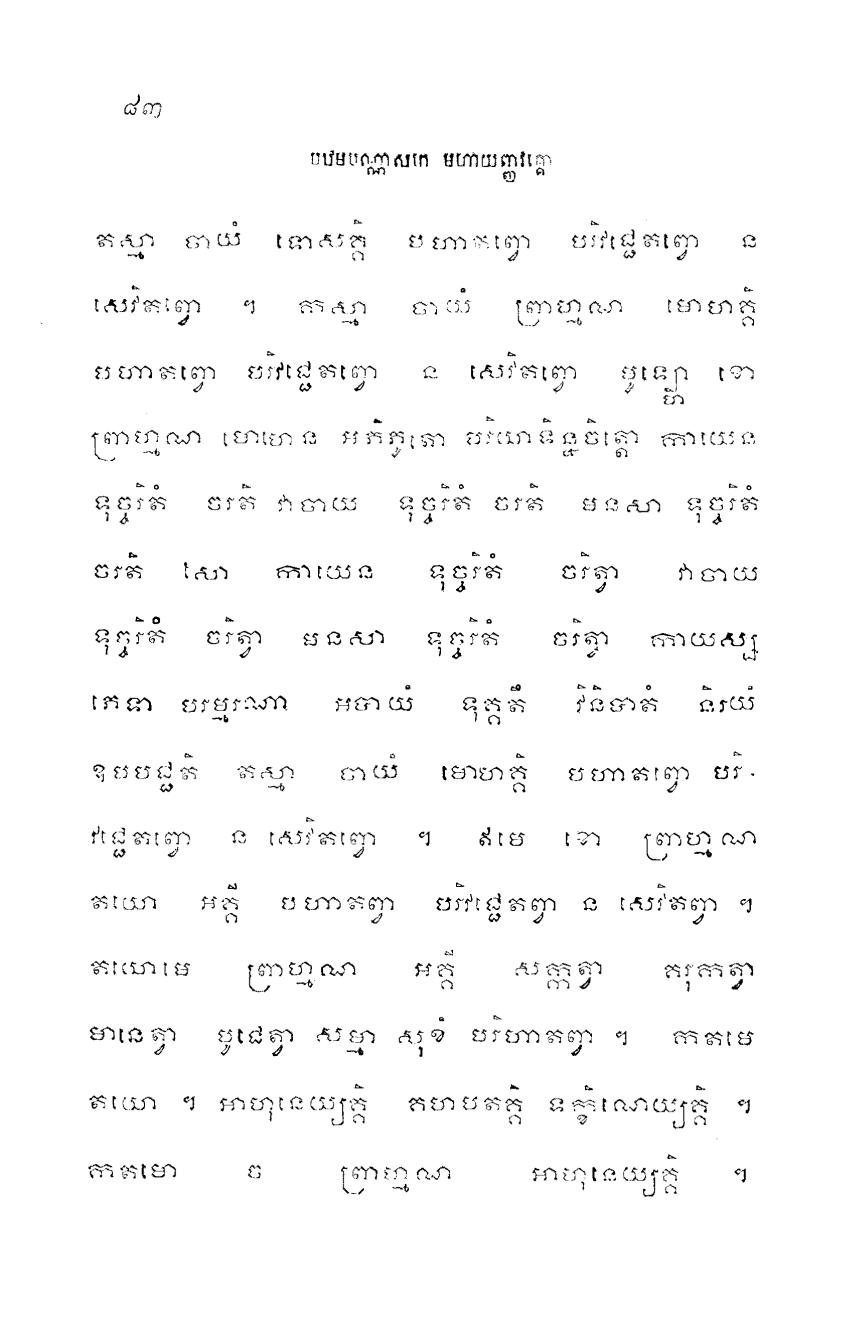 ៨៣
បឋមបណ្ណាសកេ មហាយញ្ញវគ្គោ
តស្មា បាយំ ទោសគ្គិ បហាតព្វោ បរិវជ្ជេតព្វោ ន
សេវិតព្វោ ។ កស្មា ចាយំ ព្រាហ្មណ មោហគ្គិ
បហាតព្វោ បរិវជ្ជេតព្វោ ន សេវិតព្វោ មូឡ្ហោ ខោ
ព្រាហ្មណ មោហេន អភិភូតោ បរិយាទិន្នចិត្តោ កាយេន
ទុច្ចរិតំ ចរតិ វាចាយ ទុច្ចរិតំ ចរតិ មនសា ទុច្ចរិតំ
ចរតិ សោ កាយេន ទុច្ចរិតំ ចរិត្វា វាចាយ
ទុច្ចរិតំ ចរិត្វា មនសា ទុច្ចរិតំ ចរិត្វា កាយស្ស
ភេទា បរម្មរណា អបាយំ ទុគ្គតឹ វិនិបាតំ និរយំ
ឧបបជ្ជតិ តស្មា ចាយំ មោហគ្គិ បហាតព្វោ បរិ-
វជ្ជេតព្វោ ន សេវិតព្វោ ។ ឥមេ ខោ ព្រាហ្មណ
តយោ អគ្គី បហាតព្វា បរិវជ្ជេតព្វា ន សេវិតព្វា ។
តយោមេ ព្រាហ្មណ អគ្គី សក្កត្វា គរុកត្វា
មានេត្វា បូជេត្វា សម្មា សុខំ បរិហាតព្វា ។ កតមេ
តយោ ។ អាហុនេយ្យគ្គិ គហបតគ្គិ ទក្ខិណេយ្យគ្គិ ។
កតមោ ច ព្រាហ្មណ អាហុនេយ្យគ្គិ ។